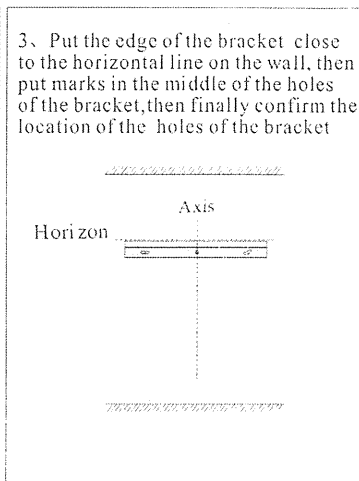 3、Put the edge of the bracket close
to the horizontal line on the wall, then
put marks in the middle of the holes
of the bracket,then finally confirm the
location of the holes of the bracket
Axis
Horizon